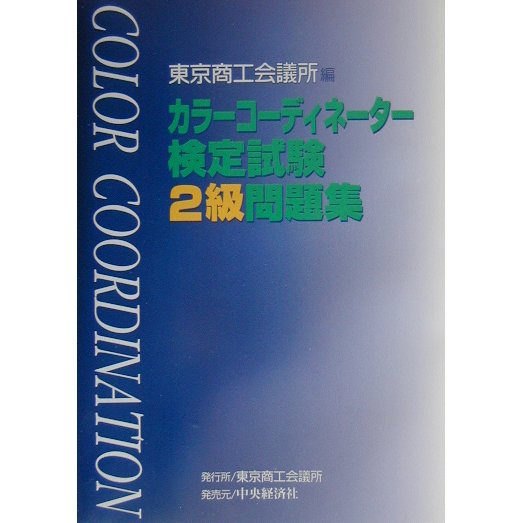 COLOR COORDINATION
東京商工会議所 編
カラーコーディネーター
検定試験
2級問題集
発行所/東京商工会議所
発売元/中央経済社